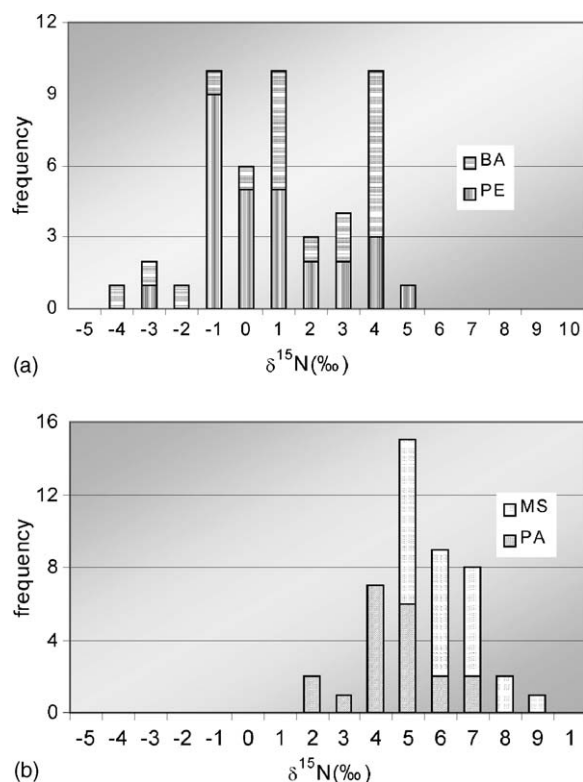 12
9
6
3
0
frequency
BA
PE
-5 -4 -3 -2 -1 0 1 2 3 4 5 6 7 8 9 10
(a)
δ¹⁵N(‰)
16
12
8
4
0
frequency
MS
PA
-5 -4 -3 -2 -1 0 1 2 3 4 5 6 7 8 9 1
(b)
δ¹⁵N(‰)